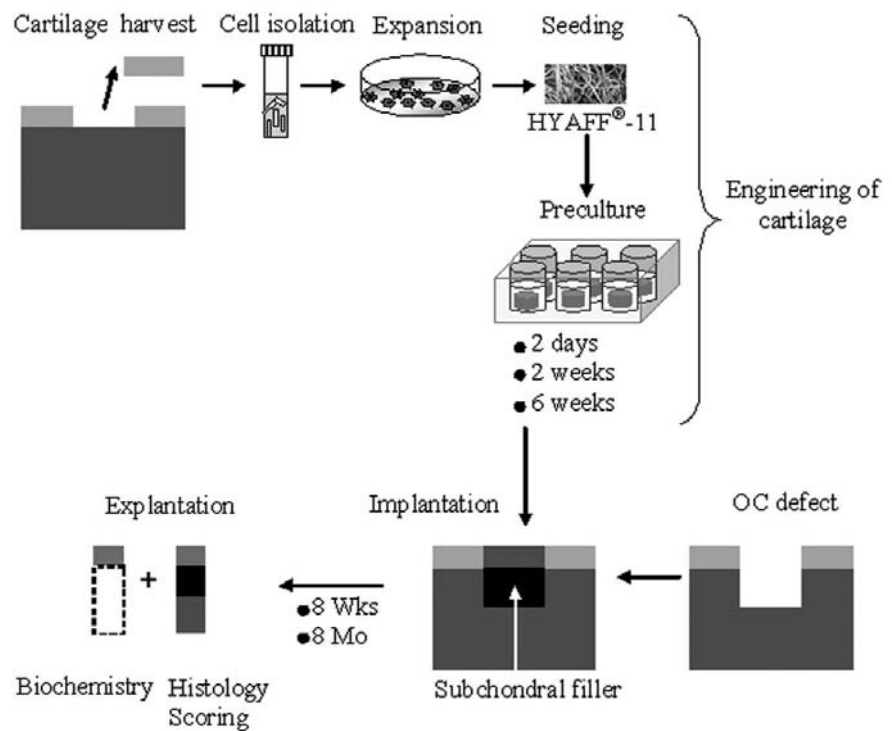 Cartilage harvest
Cell isolation
Expansion
Seeding
HYAFF®-11
Preculture
• 2 days
• 2 weeks
• 6 weeks
Engineering of
cartilage
Explantation
Implantation
OC defect
+
•8 Wks
•8 Mo
Biochemistry
Histology
Scoring
Subchondral filler